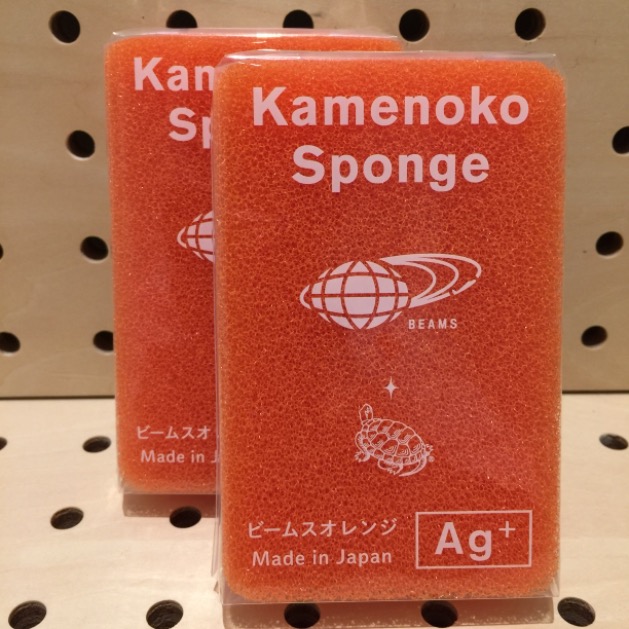 Kamenoko
Sponge
BEAMS
ビームスオレンジ
Made in Japan
Ag+
Kam
Sp
ビームスオ
Made in J